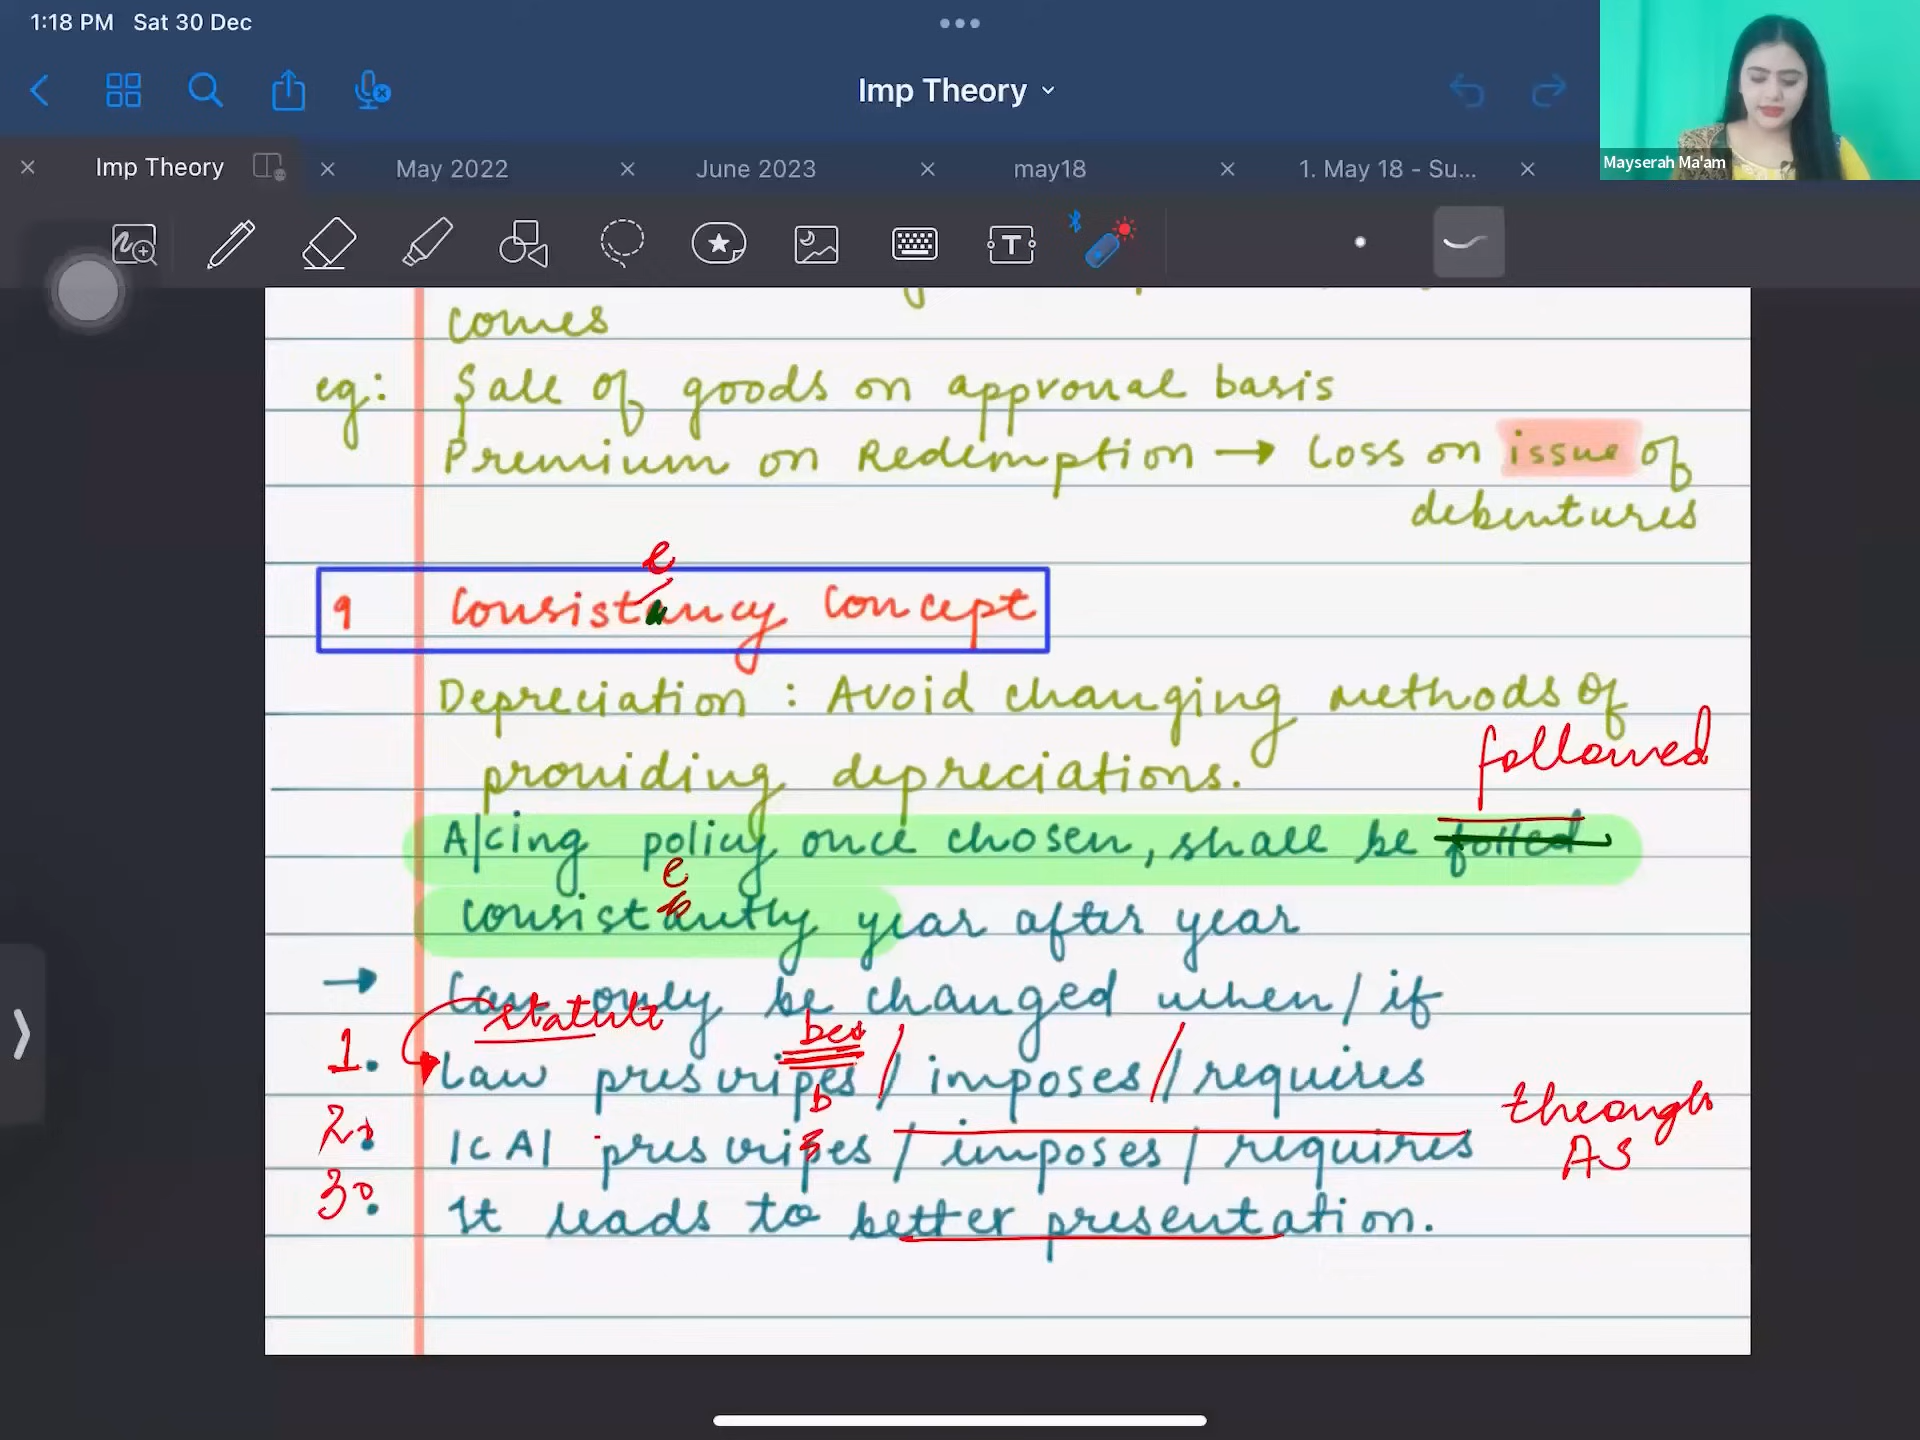 1:18 PM Sat 30 Dec
Imp Theory
Mayserah Ma'am
Imp Theory
May 2022
June 2023
may18
1. May 18 - Su...
comes
eg: Sale of goods on approval basis
Premium on Redemption → Loss on issue of
debentures
e
9 Consistancy Concept
Depreciation : Avoid changing methods of
providing depreciations.
followed
A/cing policy once chosen, shall be folled
e
consistantly year after year
→ Can only be changed when / if
statute
bes
1. Law prescripes / imposes / requires
b
through
AS
2. ICAI prescripes / imposes / requires
3. It leads to better presentation.